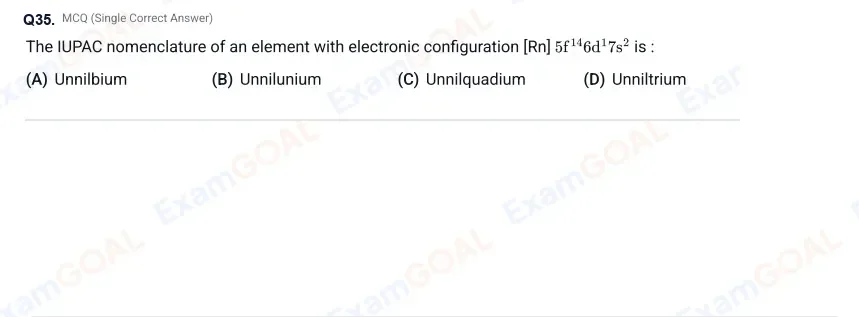 Q35. MCQ (Single Correct Answer)
The IUPAC nomenclature of an element with electronic configuration [Rn] 5f¹⁴6d¹7s² is :
(A) Unnilbium (B) Unnilunium (C) Unnilquadium (D) Unniltrium
ExamGOAL
ExamGOAL
ExamGOAL
ExamGOAL
ExamGOAL